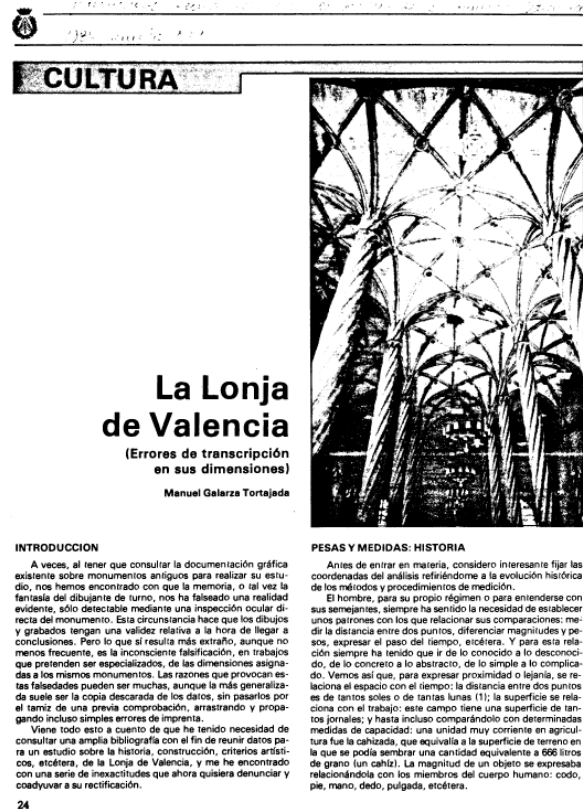 CULTURA
La Lonja
de Valencia
(Errores de transcripción
en sus dimensiones)
Manuel Galarza Tortajada
INTRODUCCION
A veces, al tener que consultar la documentación gráfica
existente sobre monumentos antiguos para realizar su estu-
dio, nos hemos encontrado con que la memoria, o tal vez la
fantasía del dibujante de turno, nos ha falseado una realidad
evidente, sólo detectable mediante una inspección ocular di-
recta del monumento. Esta circunstancia hace que los dibujos
y grabados tengan una validez relativa a la hora de llegar a
conclusiones. Pero lo que sí resulta más extraño, aunque no
menos frecuente, es la inconsciente falsificación, en trabajos
que pretenden ser especializados, de las dimensiones asigna-
das a los mismos monumentos. Las razones que provocan es-
tas falsedades pueden ser muchas, aunque la más generaliza-
da suele ser la copia descarada de los datos, sin pasarlos por
el tamiz de una previa comprobación, arrastrando y propa-
gando incluso simples errores de imprenta.
Viene todo esto a cuento de que he tenido necesidad de
consultar una amplia bibliografía con el fin de reunir datos pa-
ra un estudio sobre la historia, construcción, criterios artísti-
cos, etcétera, de la Lonja de Valencia, y me he encontrado
con una serie de inexactitudes que ahora quisiera denunciar y
coadyuvar a su rectificación.
PESAS Y MEDIDAS: HISTORIA
Antes de entrar en materia, considero interesante fijar las
coordenadas del análisis refiriéndome a la evolución histórica
de los métodos y procedimientos de medición.
El hombre, para su propio régimen o para entenderse con
sus semejantes, siempre ha sentido la necesidad de establecer
unos patrones con los que relacionar sus comparaciones: me-
dir la distancia entre dos puntos, diferenciar magnitudes y pe-
sos, expresar el paso del tiempo, etcétera. Y para esta rela-
ción siempre ha tenido que ir de lo conocido a lo desconoci-
do, de lo concreto a lo abstracto, de lo simple a lo complica-
do. Vemos así que, para expresar proximidad o lejanía, se re-
laciona el espacio con el tiempo: la distancia entre dos puntos
es de tantos soles o de tantas lunas (1); la superficie se rela-
ciona con el trabajo: este campo tiene una superficie de tan-
tos jornales; y hasta incluso comparándolo con determinadas
medidas de capacidad: una unidad muy corriente en agricul-
tura fue la cahizada, que equivalía a la superficie de terreno en
la que se podía sembrar una cantidad equivalente a 666 litros
de grano (un cahíz). La magnitud de un objeto se expresaba
relacionándola con los miembros del cuerpo humano: codo,
pie, mano, dedo, pulgada, etcétera.
24